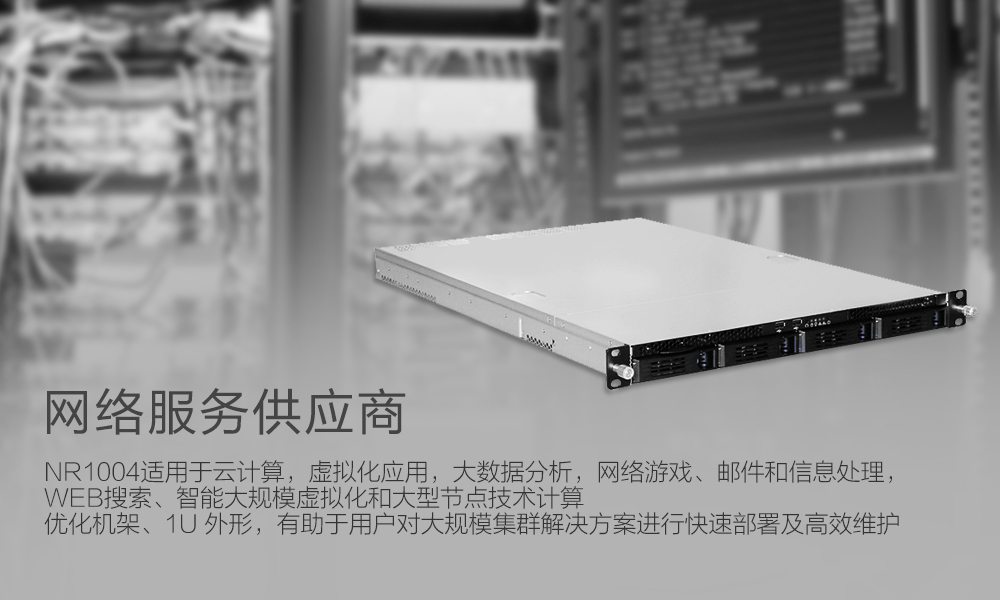 网络服务供应商
NR1004适用于云计算，虚拟化应用，大数据分析，网络游戏、邮件和信息处理，
WEB搜索、智能大规模虚拟化和大型节点技术计算
优化机架、1U 外形，有助于用户对大规模集群解决方案进行快速部署及高效维护